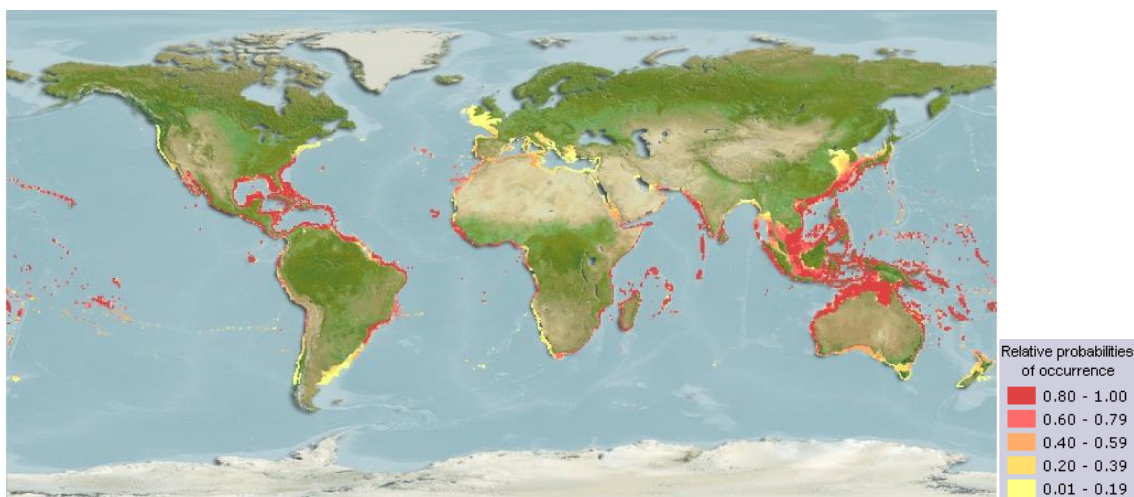 Relative probabilities
of occurrence
0.80 - 1.00
0.60 - 0.79
0.40 - 0.59
0.20 - 0.39
0.01 - 0.19